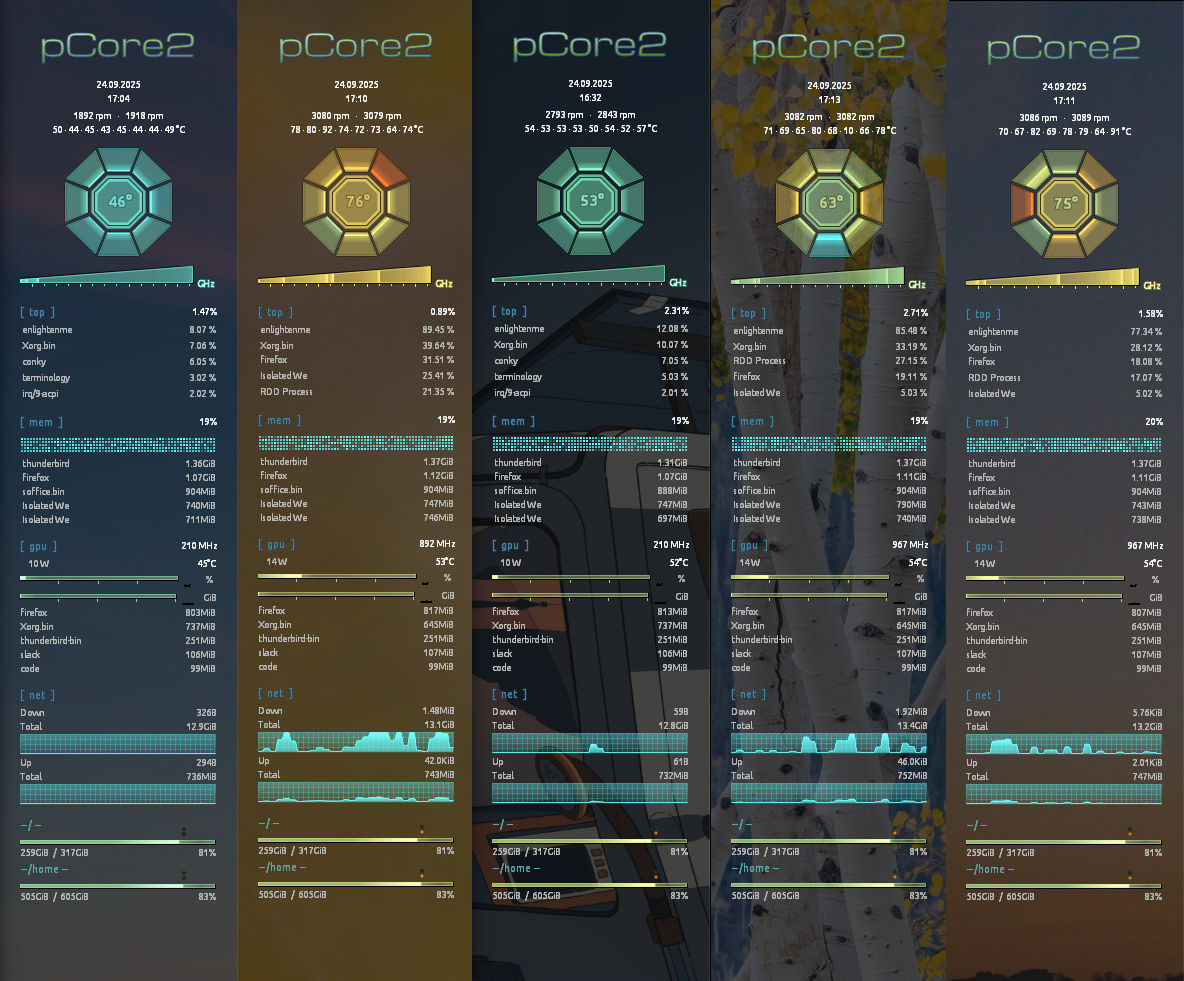 pCore2
24.09.2025
17:04
1892 rpm · 1918 rpm
50 · 44 · 45 · 43 · 45 · 44 · 44 · 49°C
46°
GHz
[ top ] 1.47%
enlightenme 8.07 %
Xorg.bin 7.06 %
conky 6.05 %
terminology 3.02 %
irq/9-acpi 2.02 %
[ mem ] 19%
thunderbird 1.36GiB
firefox 1.07GiB
soffice.bin 904MiB
Isolated We 740MiB
Isolated We 711MiB
[ gpu ] 210 MHz
10W 45°C
%
GiB
firefox 803MiB
Xorg.bin 737MiB
thunderbird-bin 251MiB
slack 106MiB
code 99MiB
[ net ]
Down 326B
Total 12.9GiB
Up 294B
Total 736MiB
~/ ~
259GiB / 317GiB 81%
~/home ~
505GiB / 605GiB 83%
pCore2
24.09.2025
17:10
3080 rpm · 3079 rpm
78 · 80 · 92 · 74 · 72 · 73 · 64 · 74°C
76°
GHz
[ top ] 0.89%
enlightenme 89.45 %
Xorg.bin 39.64 %
firefox 31.51 %
Isolated We 25.41 %
RDD Process 21.35 %
[ mem ] 19%
thunderbird 1.37GiB
firefox 1.12GiB
soffice.bin 904MiB
Isolated We 747MiB
Isolated We 746MiB
[ gpu ] 892 MHz
14W 53°C
%
GiB
firefox 817MiB
Xorg.bin 645MiB
thunderbird-bin 251MiB
slack 107MiB
code 99MiB
[ net ]
Down 1.48MiB
Total 13.1GiB
Up 42.0KiB
Total 743MiB
~/ ~
259GiB / 317GiB 81%
~/home ~
505GiB / 605GiB 83%
pCore2
24.09.2025
16:32
2793 rpm · 2843 rpm
54 · 53 · 53 · 53 · 50 · 54 · 52 · 57°C
53°
GHz
[ top ] 2.31%
enlightenme 12.08 %
Xorg.bin 10.07 %
conky 7.05 %
terminology 5.03 %
irq/9-acpi 2.01 %
[ mem ] 19%
thunderbird 1.31GiB
firefox 1.07GiB
soffice.bin 888MiB
Isolated We 747MiB
Isolated We 697MiB
[ gpu ] 210 MHz
10W 52°C
%
GiB
firefox 813MiB
Xorg.bin 737MiB
thunderbird-bin 251MiB
slack 106MiB
code 99MiB
[ net ]
Down 59B
Total 12.8GiB
Up 61B
Total 732MiB
~/ ~
259GiB / 317GiB 81%
~/home ~
505GiB / 605GiB 83%
pCore2
24.09.2025
17:13
3082 rpm · 3082 rpm
71 · 69 · 65 · 80 · 68 · 10 · 66 · 78°C
63°
GHz
[ top ] 2.71%
enlightenme 85.48 %
Xorg.bin 33.19 %
RDD Process 27.15 %
firefox 19.11 %
Isolated We 5.03 %
[ mem ] 19%
thunderbird 1.37GiB
firefox 1.11GiB
soffice.bin 904MiB
Isolated We 790MiB
Isolated We 740MiB
[ gpu ] 967 MHz
14W 54°C
%
GiB
firefox 817MiB
Xorg.bin 645MiB
thunderbird-bin 251MiB
slack 107MiB
code 99MiB
[ net ]
Down 1.92MiB
Total 13.4GiB
Up 46.0KiB
Total 752MiB
~/ ~
259GiB / 317GiB 81%
~/home ~
505GiB / 605GiB 83%
pCore2
24.09.2025
17:11
3086 rpm · 3089 rpm
70 · 67 · 82 · 69 · 78 · 79 · 64 · 91°C
75°
GHz
[ top ] 1.58%
enlightenme 77.34 %
Xorg.bin 28.12 %
firefox 18.08 %
RDD Process 17.07 %
Isolated We 5.02 %
[ mem ] 20%
thunderbird 1.37GiB
firefox 1.11GiB
soffice.bin 904MiB
Isolated We 743MiB
Isolated We 738MiB
[ gpu ] 967 MHz
14W 54°C
%
GiB
firefox 807MiB
Xorg.bin 645MiB
thunderbird-bin 251MiB
slack 107MiB
code 99MiB
[ net ]
Down 5.76KiB
Total 13.2GiB
Up 2.01KiB
Total 747MiB
~/ ~
259GiB / 317GiB 81%
~/home ~
505GiB / 605GiB 83%